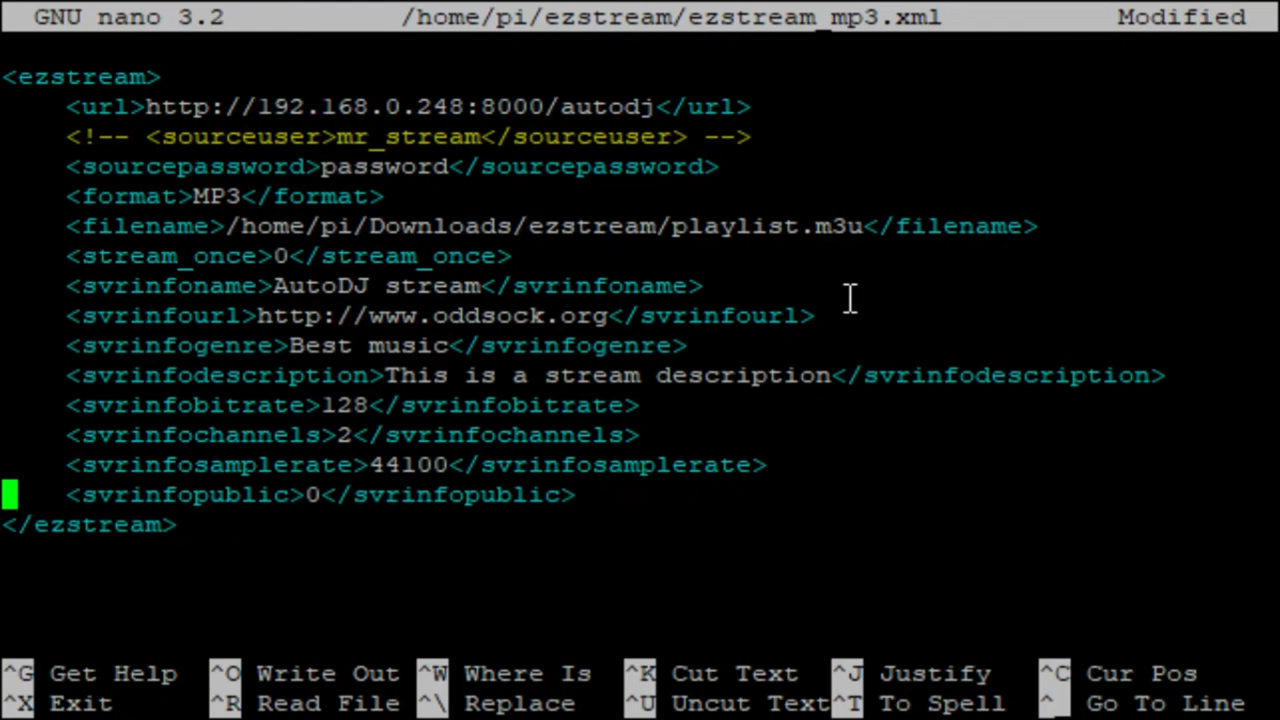 GNU nano 3.2 /home/pi/ezstream/ezstream_mp3.xml Modified
<ezstream>
<url>http://192.168.0.248:8000/autodj</url>
<!-- <sourceuser>mr_stream</sourceuser> -->
<sourcepassword>password</sourcepassword>
<format>MP3</format>
<filename>/home/pi/Downloads/ezstream/playlist.m3u</filename>
<stream_once>0</stream_once>
<svrinfoname>AutoDJ stream</svrinfoname>
<svrinfourl>http://www.oddsock.org</svrinfourl>
<svrinfogenre>Best music</svrinfogenre>
<svrinfodescription>This is a stream description</svrinfodescription>
<svrinfobitrate>128</svrinfobitrate>
<svrinfochannels>2</svrinfochannels>
<svrinfosamplerate>44100</svrinfosamplerate>
<svrinfopublic>0</svrinfopublic>
</ezstream>
^G Get Help ^O Write Out ^W Where Is ^K Cut Text ^J Justify ^C Cur Pos
^X Exit ^R Read File ^\ Replace ^U Uncut Text ^T To Spell ^_ Go To Line